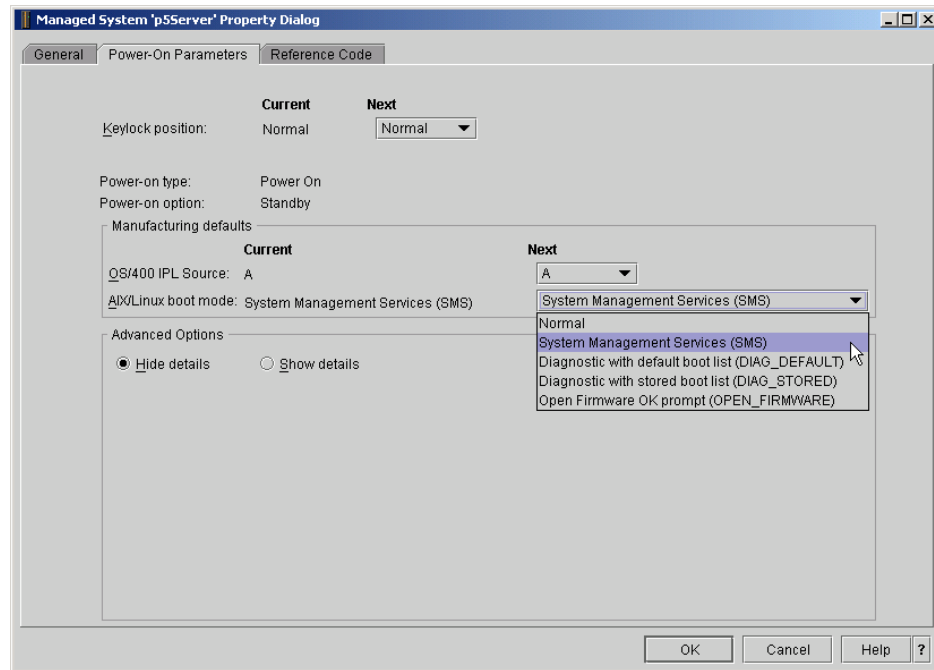 Managed System 'p5Server' Property Dialog
General Power-On Parameters Reference Code
Current Next
Keylock position: Normal Normal
Power-on type: Power On
Power-on option: Standby
Manufacturing defaults
Current Next
OS/400 IPL Source: A A
AIX/Linux boot mode: System Management Services (SMS) System Management Services (SMS)
Normal
System Management Services (SMS)
Diagnostic with default boot list (DIAG_DEFAULT)
Diagnostic with stored boot list (DIAG_STORED)
Open Firmware OK prompt (OPEN_FIRMWARE)
Advanced Options
Hide details Show details
OK Cancel Help ?